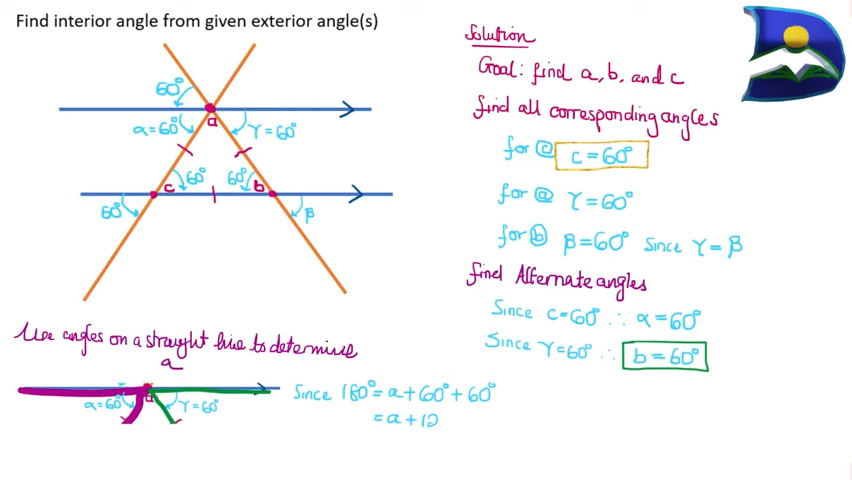 Find interior angle from given exterior angle(s)
60°
a
α=60°
γ=60°
c
60°
60°
b
60°
β
Solution
Goal: find a, b, and c
find all corresponding angles
for ⓒ c=60°
for ⓐ γ=60°
for ⓑ β=60° since γ=β
find Alternate angles
Since c=60° ∴ α=60°
Since γ=60° ∴ b=60°
Use angles on a straight line to determine
a
α=60°
a
γ=60°
Since 180°=a+60°+60°
=a+12